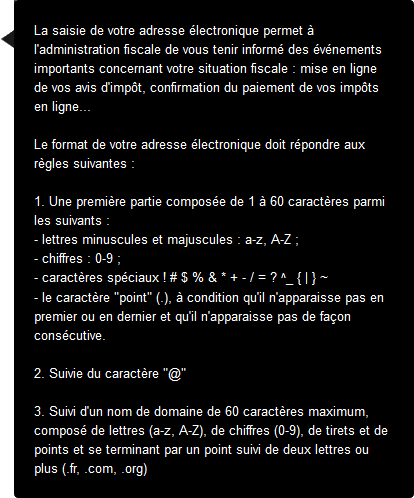 La saisie de votre adresse électronique permet à
l'administration fiscale de vous tenir informé des événements
importants concernant votre situation fiscale : mise en ligne
de vos avis d'impôt, confirmation du paiement de vos impôts
en ligne...
Le format de votre adresse électronique doit répondre aux
règles suivantes :
1. Une première partie composée de 1 à 60 caractères parmi
les suivants :
- lettres minuscules et majuscules : a-z, A-Z ;
- chiffres : 0-9 ;
- caractères spéciaux ! # $ % & * + - / = ? ^_ { | } ~
- le caractère "point" (.), à condition qu'il n'apparaisse pas en
premier ou en dernier et qu'il n'apparaisse pas de façon
consécutive.
2. Suivie du caractère "@"
3. Suivi d'un nom de domaine de 60 caractères maximum,
composé de lettres (a-z, A-Z), de chiffres (0-9), de tirets et de
points et se terminant par un point suivi de deux lettres ou
plus (.fr, .com, .org)